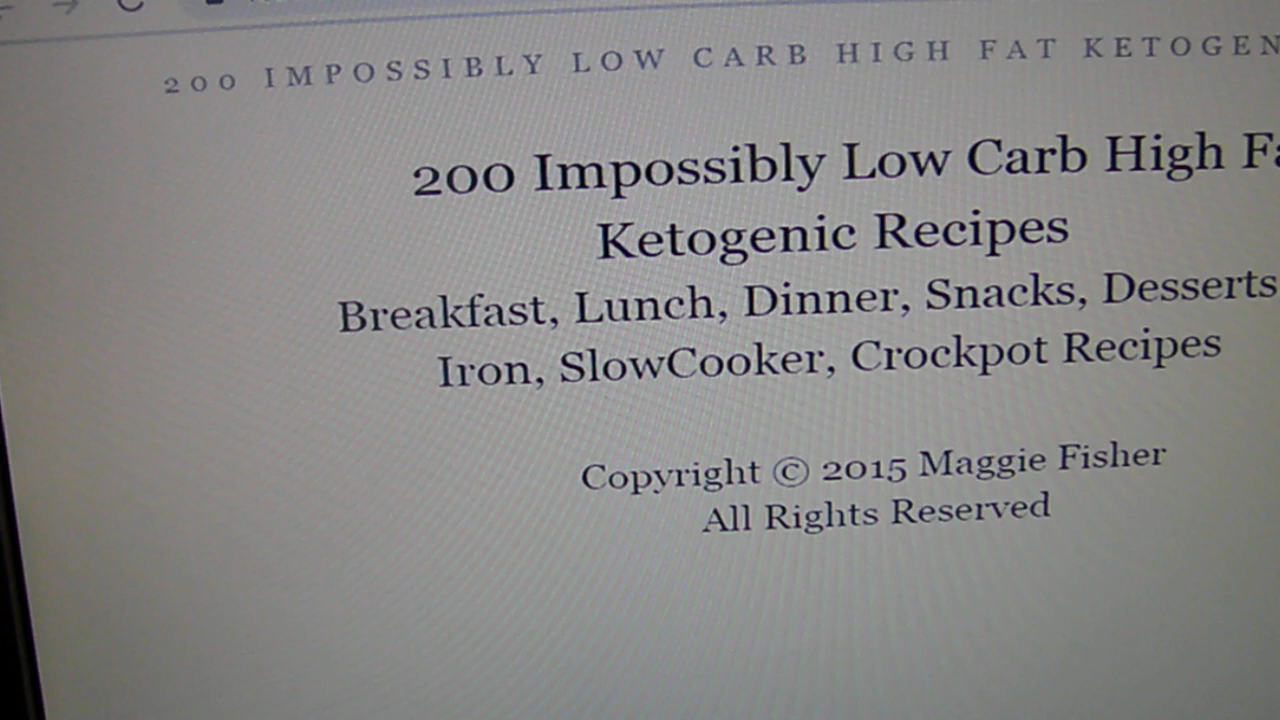 200 IMPOSSIBLY LOW CARB HIGH FAT
200 Impossibly Low Carb High
Ketogenic Recipes
Breakfast, Lunch, Dinner, Snacks, Desserts
Iron, SlowCooker, Crockpot Recipes
Copyright © 2015 Maggie Fisher
All Rights Reserved